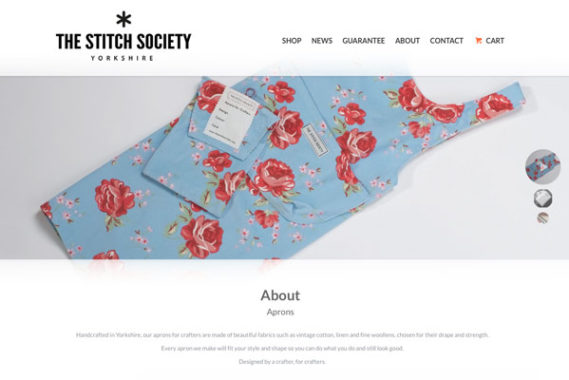 THE STITCH SOCIETY
YORKSHIRE
SHOP NEWS GUARANTEE ABOUT CONTACT CART
THE STITCH SOCIETY
About
Aprons
Handcrafted in Yorkshire, our aprons for crafters are made of beautiful fabrics such as vintage cotton, linen and fine woollens, chosen for their drape and strength.
Every apron we make will fit your style and shape so you can do what you do and still look good.
Designed by a crafter, for crafters.